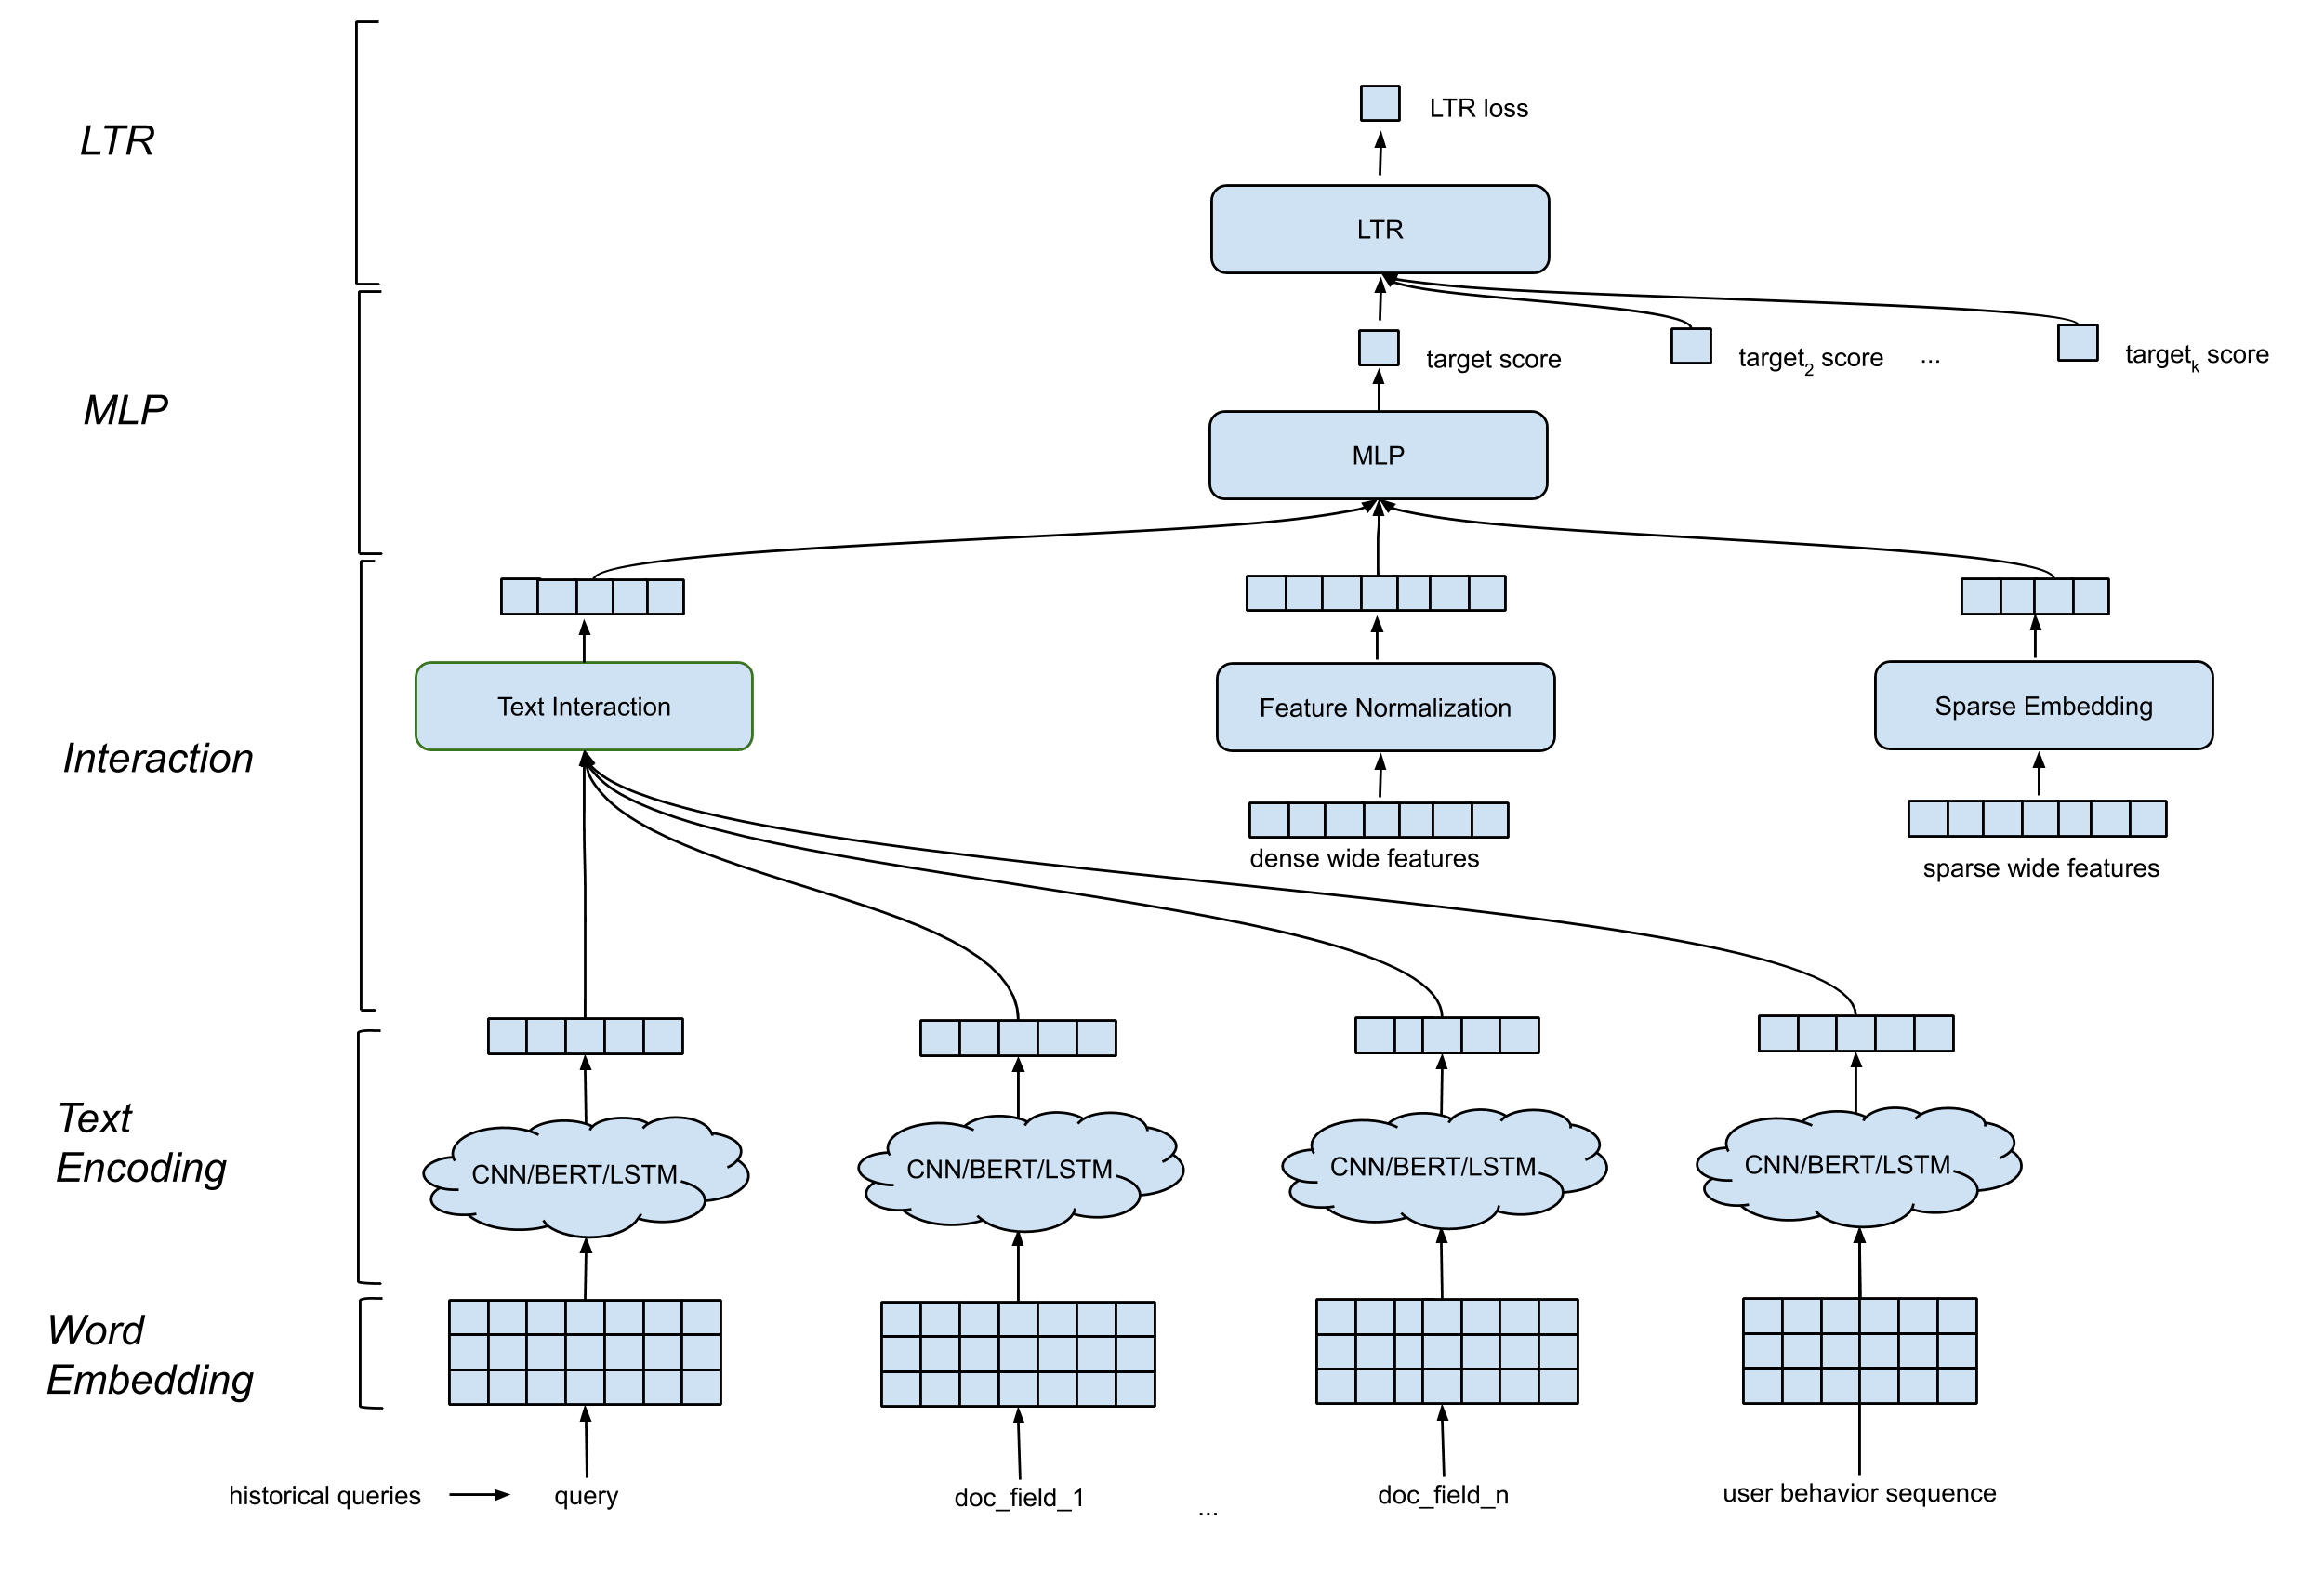 LTR loss
LTR
LTR
target score
target2 score
...
targetk score
MLP
MLP
Text Interaction
Feature Normalization
Sparse Embedding
Interaction
dense wide features
sparse wide features
Text
Encoding
CNN/BERT/LSTM
CNN/BERT/LSTM
CNN/BERT/LSTM
CNN/BERT/LSTM
Word
Embedding
historical queries
query
doc_field_1
...
doc_field_n
user behavior sequence